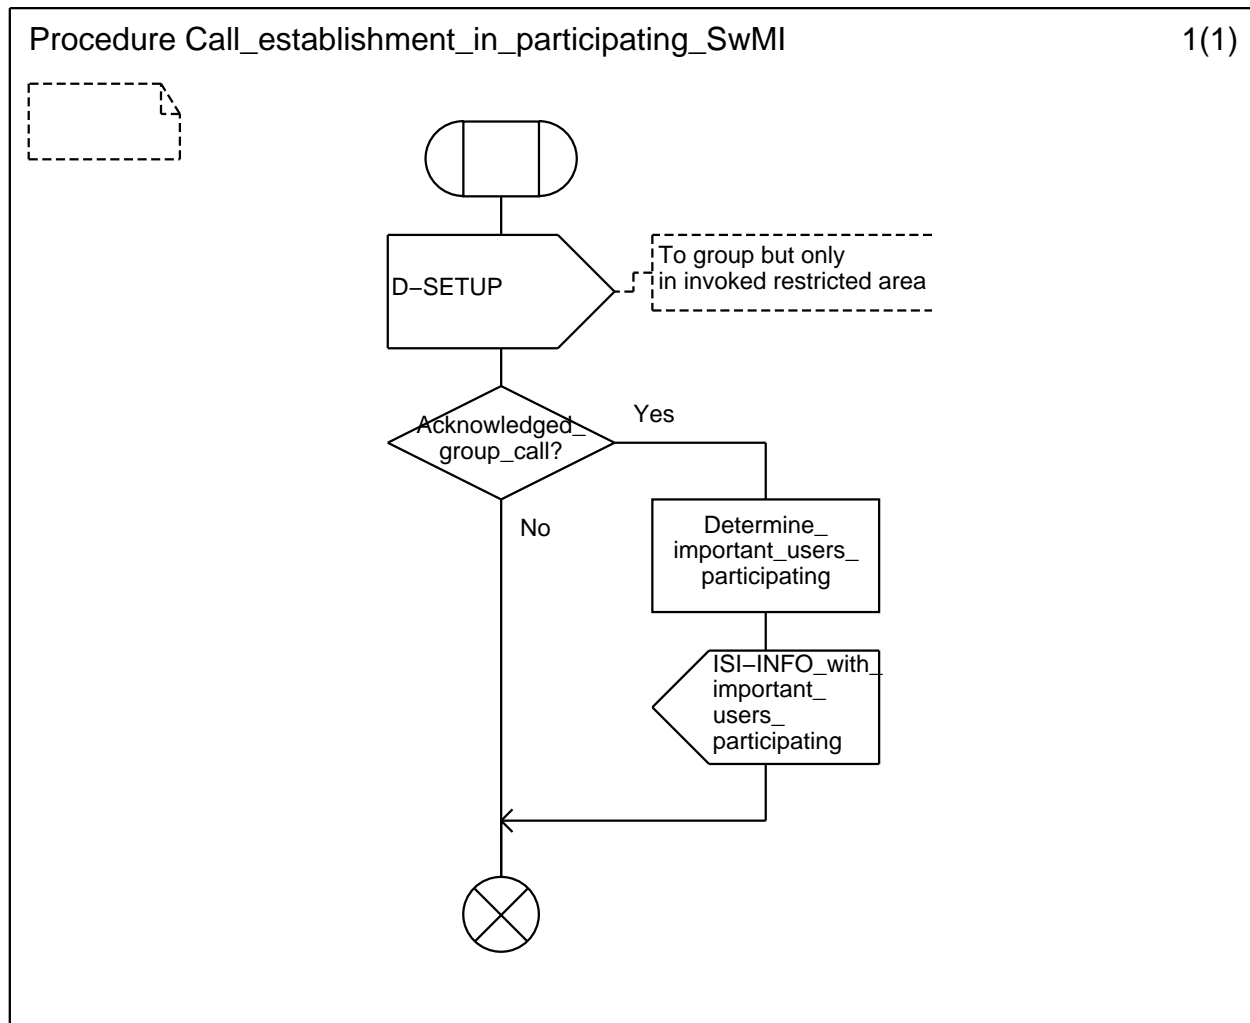 Procedure Call_establishment_in_participating_SwMI
1(1)
D−SETUP
To group but only
in invoked restricted area
Acknowledged_
group_call?
Yes
No
Determine_
important_users_
participating
ISI−INFO_with_
important_
users_
participating